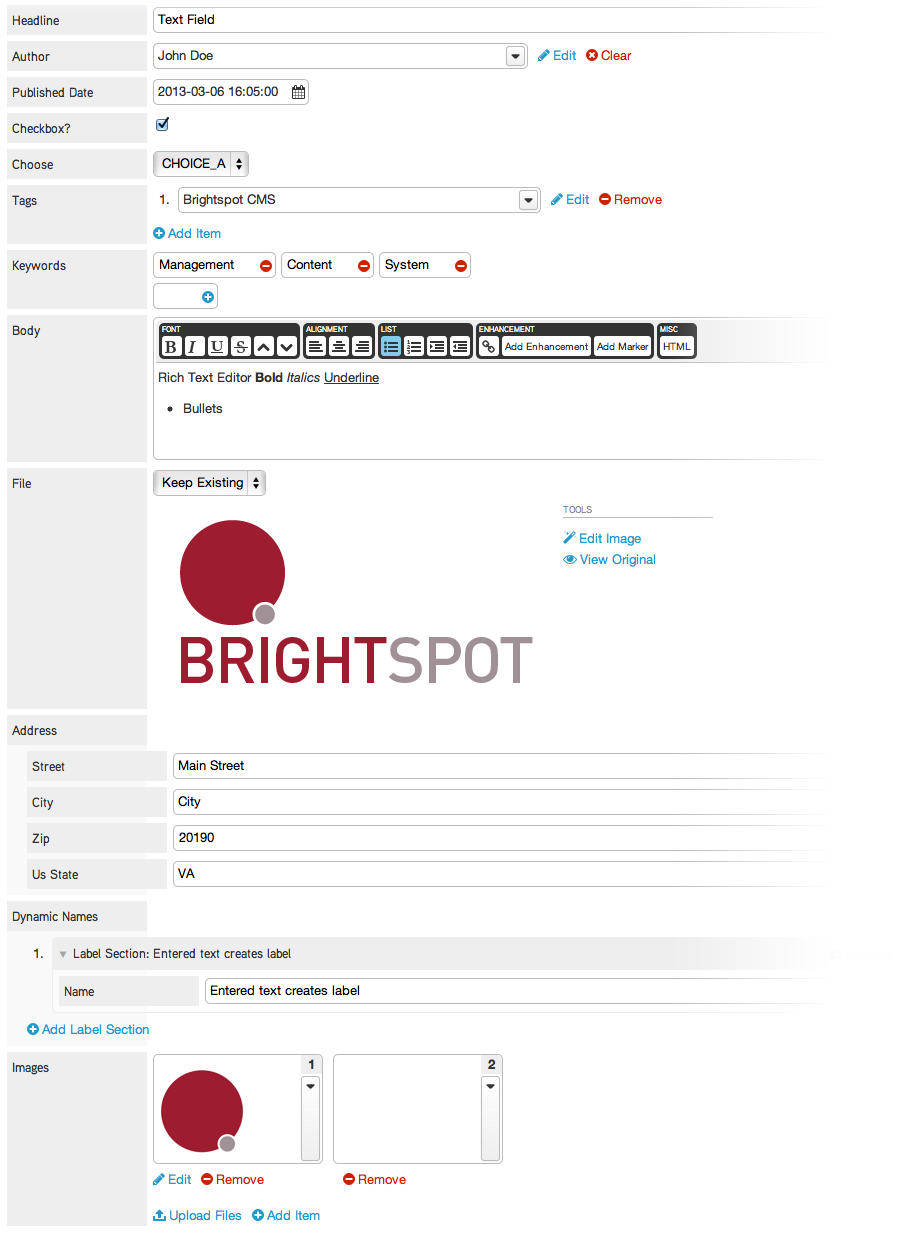 Headline Text Field
Author John Doe Edit Clear
Published Date 2013-03-06 16:05:00
Checkbox?
Choose CHOICE_A
Tags 1. Brightspot CMS Edit Remove
Add Item
Keywords Management Content System
Body FONT ALIGNMENT LIST ENHANCEMENT MISC
B I U S Add Enhancement Add Marker HTML
Rich Text Editor Bold Italics Underline
• Bullets
File Keep Existing
TOOLS
Edit Image
View Original
BRIGHTSPOT
Address
Street Main Street
City City
Zip 20190
Us State VA
Dynamic Names
1. Label Section: Entered text creates label
Name Entered text creates label
Add Label Section
Images 1 2
Edit Remove Remove
Upload Files Add Item